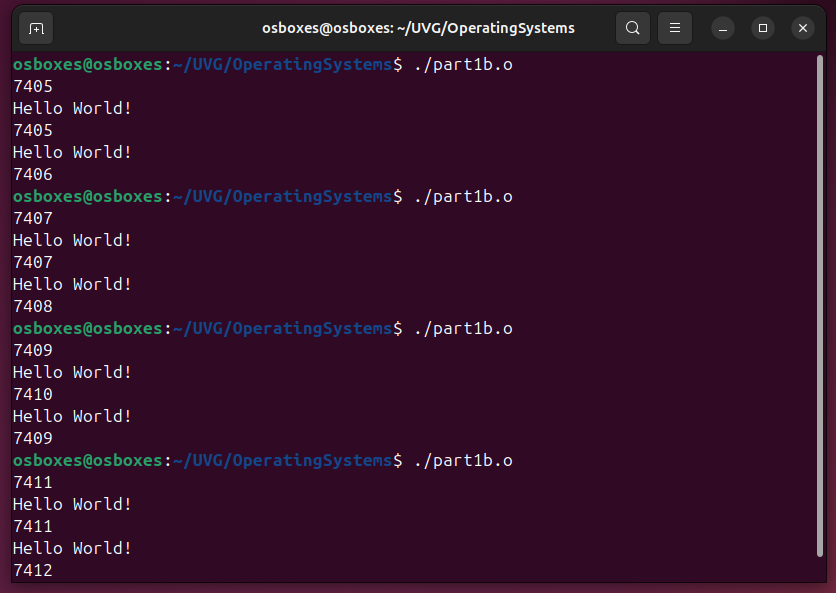 osboxes@osboxes: ~/UVG/OperatingSystems
osboxes@osboxes:~/UVG/OperatingSystems$ ./part1b.o
7405
Hello World!
7405
Hello World!
7406
osboxes@osboxes:~/UVG/OperatingSystems$ ./part1b.o
7407
Hello World!
7407
Hello World!
7408
osboxes@osboxes:~/UVG/OperatingSystems$ ./part1b.o
7409
Hello World!
7410
Hello World!
7409
osboxes@osboxes:~/UVG/OperatingSystems$ ./part1b.o
7411
Hello World!
7411
Hello World!
7412